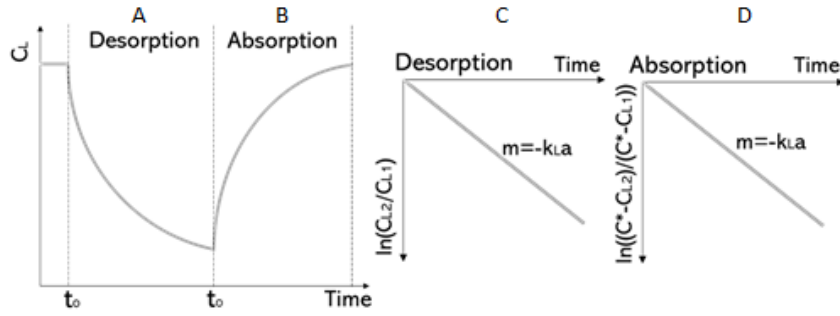 A B C D
Desorption Absorption
CL
t₀ t₀ Time
Desorption Time
ln(CL2/CL1)
m=-kLa
Absorption Time
ln((C*-CL2)/(C*-CL1))
m=-kLa